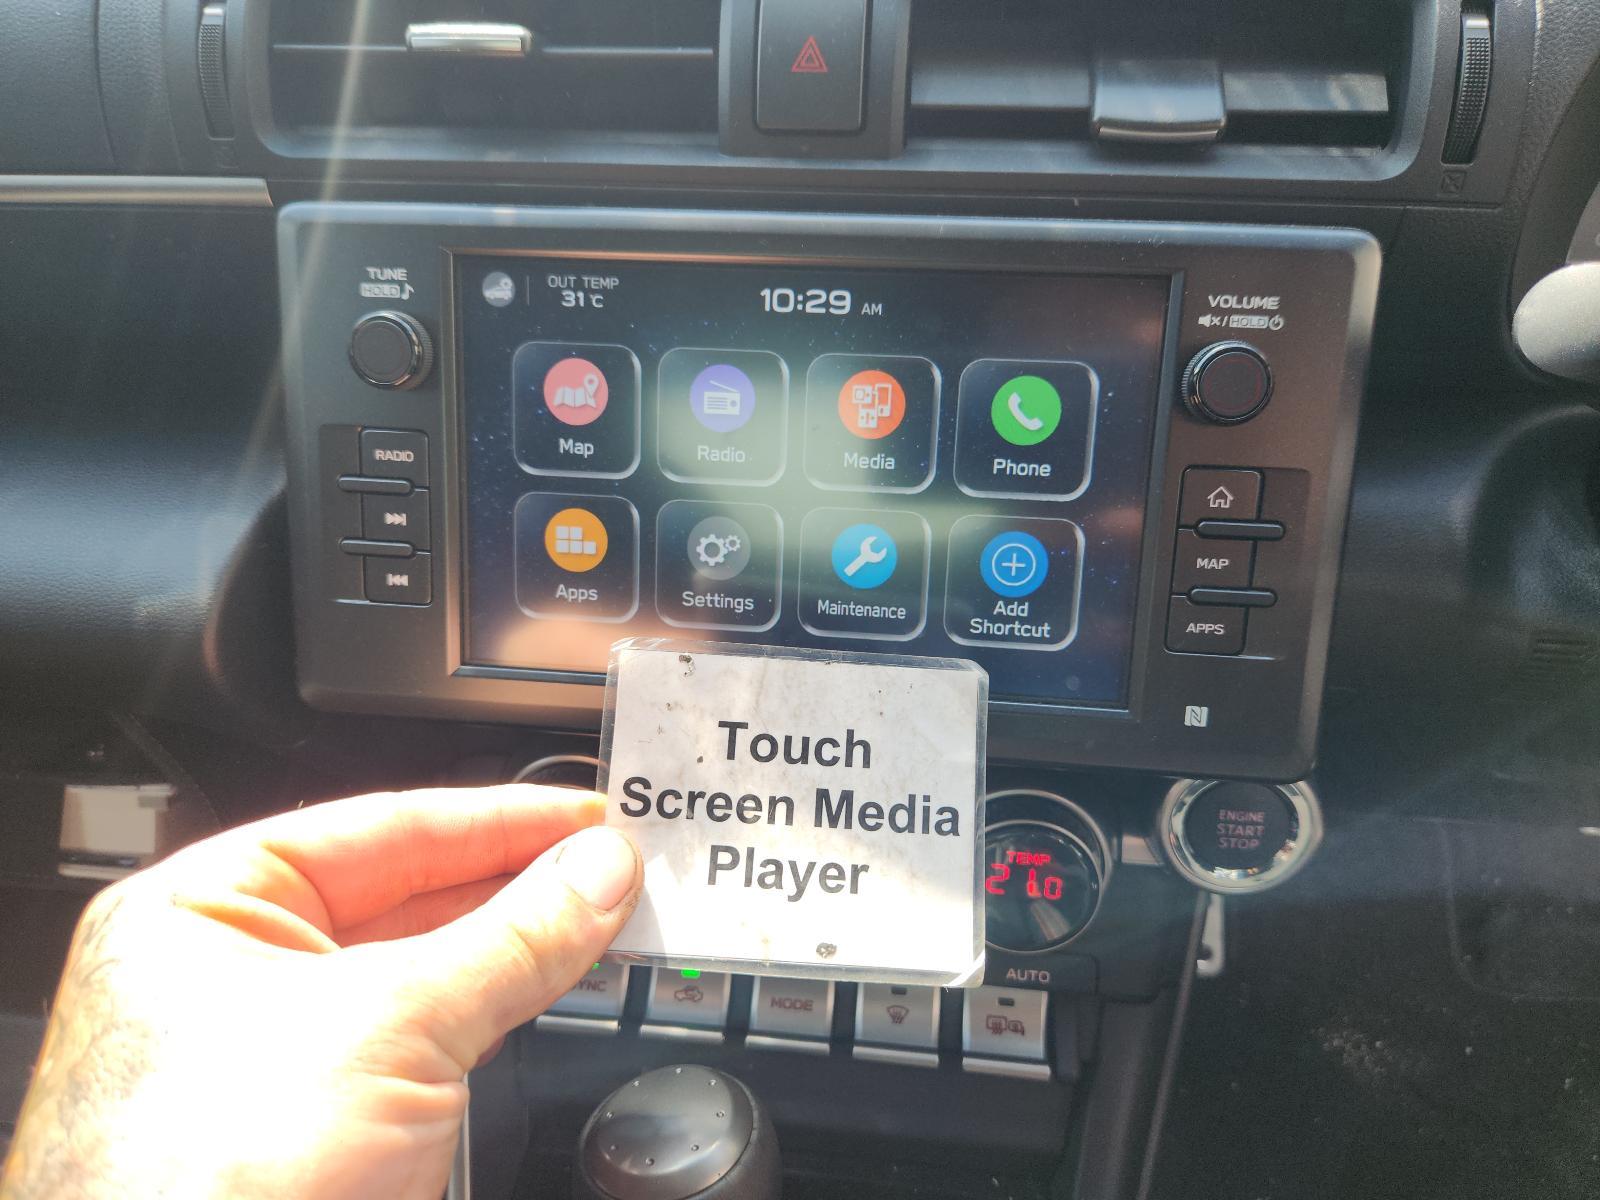 TUNE
HOLD
OUT TEMP
31°C
10:29 AM
VOLUME
HOLD
Map
Radio
Media
Phone
Apps
Settings
Maintenance
Add
Shortcut
RADIO
MAP
APPS
Touch
Screen Media
Player
ENGINE
START
STOP
TEMP
21.0
AUTO
MODE